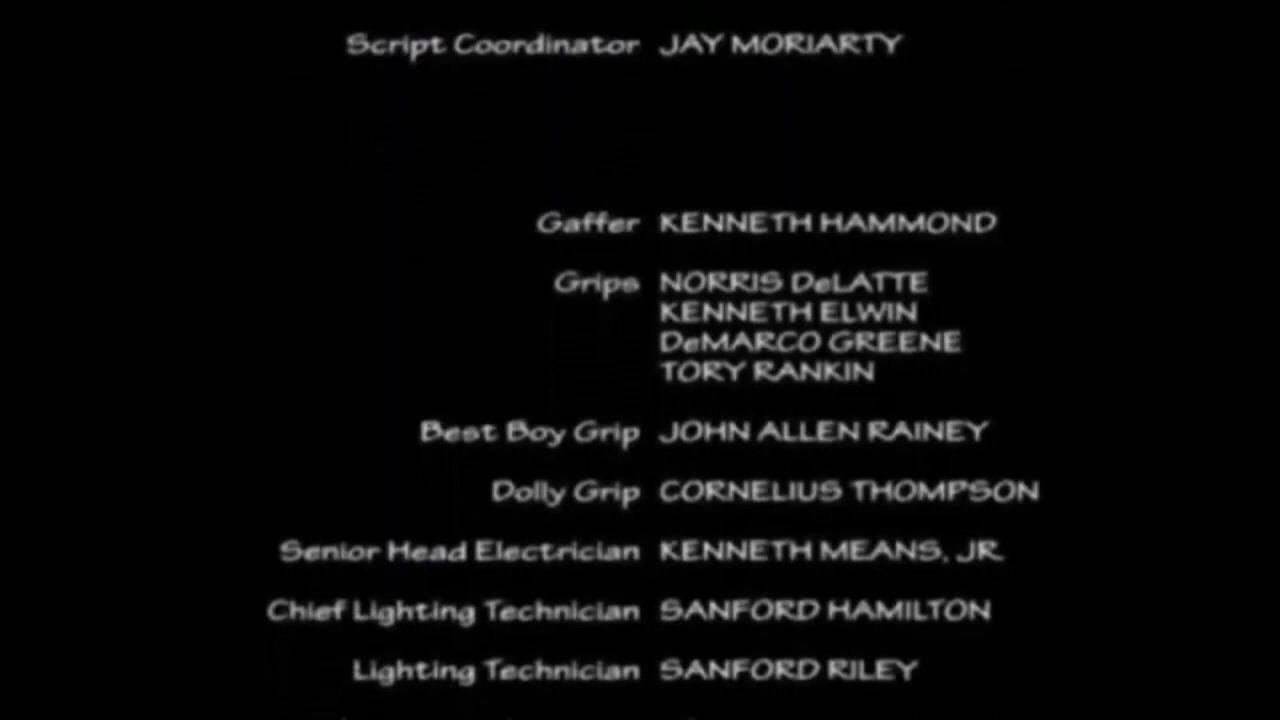 Script Coordinator JAY MORIARTY
Gaffer KENNETH HAMMOND
Grips NORRIS DeLATTE
KENNETH ELWIN
DeMARCO GREENE
TORY RANKIN
Best Boy Grip JOHN ALLEN RAINEY
Dolly Grip CORNELIUS THOMPSON
Senior Head Electrician KENNETH MEANS, JR
Chief Lighting Technician SANFORD HAMILTON
Lighting Technician SANFORD RILEY